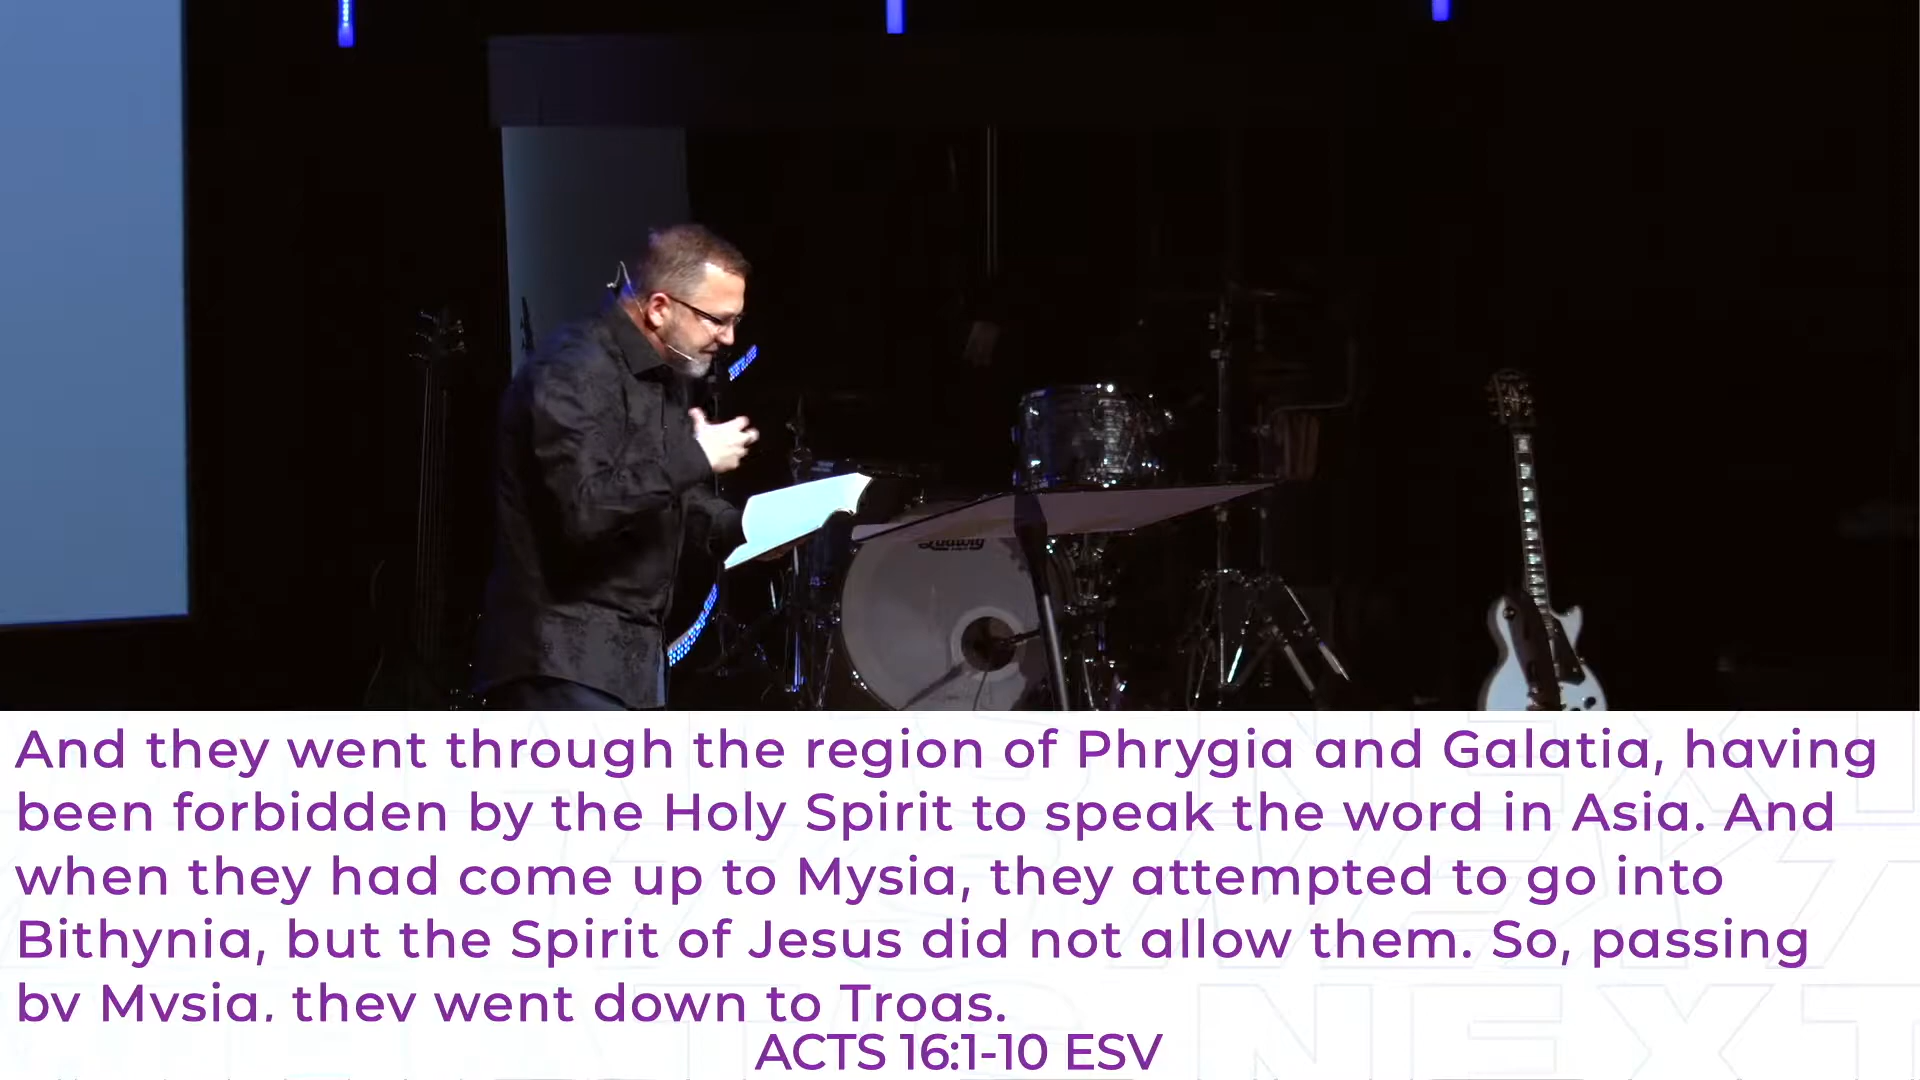 Ludwig
And they went through the region of Phrygia and Galatia, having
been forbidden by the Holy Spirit to speak the word in Asia. And
when they had come up to Mysia, they attempted to go into
Bithynia, but the Spirit of Jesus did not allow them. So, passing
by Mysia, they went down to Troas.
ACTS 16:1-10 ESV